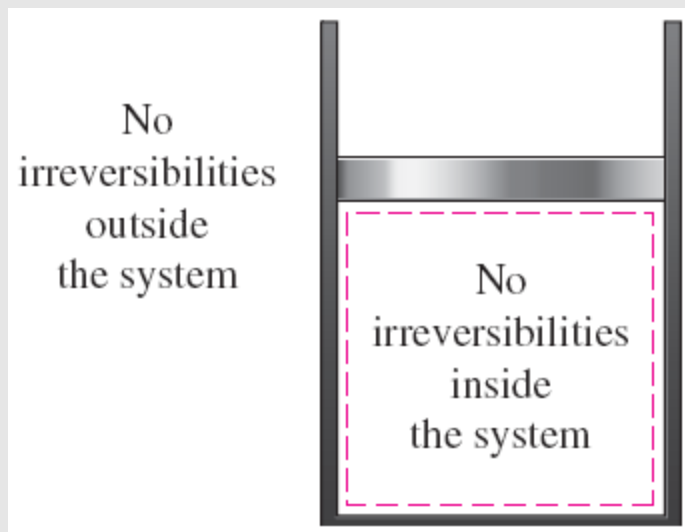 No
irreversibilities
outside
the system
No
irreversibilities
inside
the system